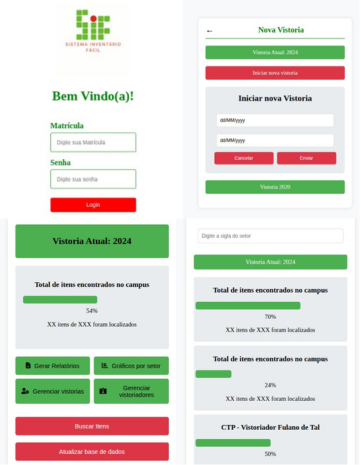 SISTEMA INVENTÁRIO
FÁCIL
Bem Vindo(a)!
Matrícula
Digite sua Matrícula
Senha
Digite sua senha
Login
←
Nova Vistoria
Vistoria Atual: 2024
Iniciar nova vistoria
Iniciar nova Vistoria
dd/MM/yyyy
dd/MM/yyyy
Cancelar
Enviar
Vistoria 2020
Vistoria Atual: 2024
Total de itens encontrados no campus
54%
XX itens de XXX foram localizados
Gerar Relatórios
Gráficos por setor
Gerenciar vistorias
Gerenciar
vistoriadores
Buscar Itens
Atualizar base de dados
Digite a sigla do setor
Vistoria Atual: 2024
Total de itens encontrados no campus
70%
XX itens de XXX foram localizados
Total de itens encontrados no campus
24%
XX itens de XXX foram localizados
CTP - Vistoriador Fulano de Tal
50%